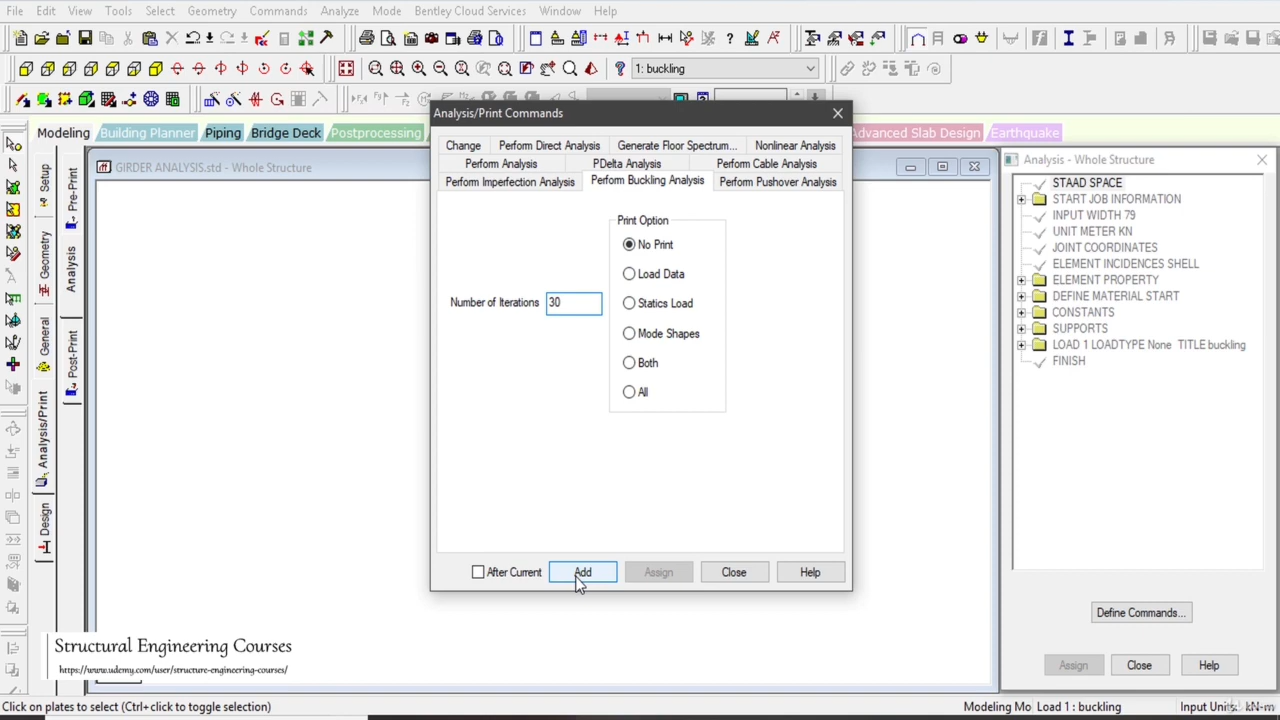 File Edit View Tools Select Geometry Commands Analyze Mode Bentley Cloud Services Window Help
1: buckling
Modeling Building Planner Piping Bridge Deck Postprocessing Advanced Slab Design Earthquake
Setup
Geometry
General
Analysis/Print
Design
Pre-Print
Analysis
Post-Print
GIRDER ANALYSIS.std - Whole Structure
Analysis/Print Commands
Change Perform Direct Analysis Generate Floor Spectrum... Nonlinear Analysis
Perform Analysis PDelta Analysis Perform Cable Analysis
Perform Imperfection Analysis Perform Buckling Analysis Perform Pushover Analysis
Print Option
No Print
Load Data
Number of Iterations 30
Statics Load
Mode Shapes
Both
All
After Current Add Assign Close Help
Analysis - Whole Structure
STAAD SPACE
START JOB INFORMATION
INPUT WIDTH 79
UNIT METER KN
JOINT COORDINATES
ELEMENT INCIDENCES SHELL
ELEMENT PROPERTY
DEFINE MATERIAL START
CONSTANTS
SUPPORTS
LOAD 1 LOADTYPE None TITLE buckling
FINISH
Define Commands...
Assign Close Help
Structural Engineering Courses
https://www.udemy.com/user/structure-engineering-courses/
Click on plates to select (Ctrl+click to toggle selection) Modeling Mo Load 1 : buckling Input Units: kN-m